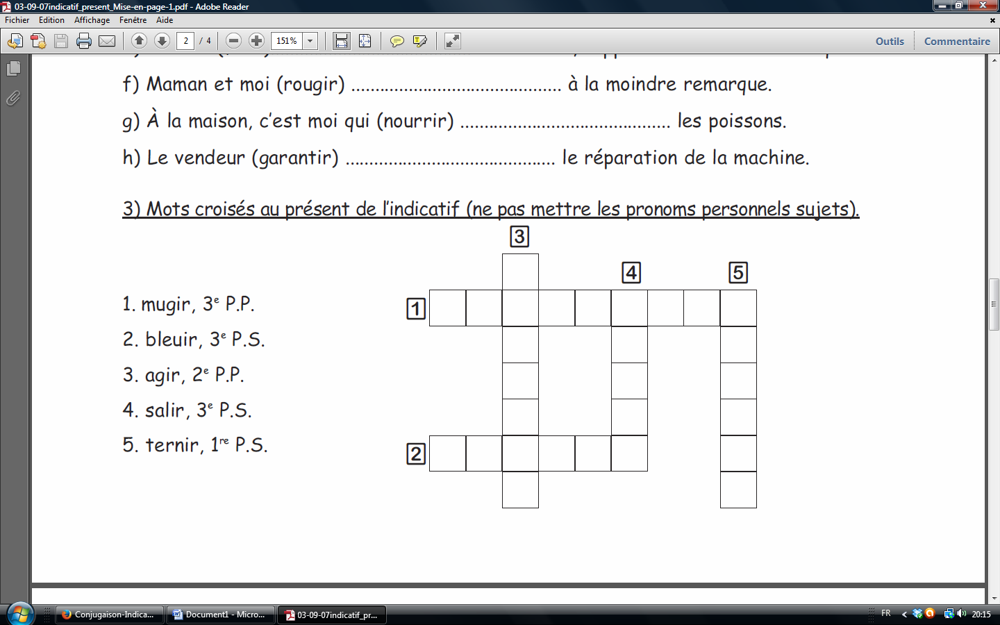 03-09-07indicatif_present_Mise-en-page-1.pdf - Adobe Reader
Fichier Edition Affichage Fenêtre Aide
2 / 4 151% Outils Commentaire
f) Maman et moi (rougir) ............................................ à la moindre remarque.
g) À la maison, c'est moi qui (nourrir) ............................................ les poissons.
h) Le vendeur (garantir) ............................................ le réparation de la machine.
3) Mots croisés au présent de l'indicatif (ne pas mettre les pronoms personnels sujets).
3
4 5
1. mugir, 3e P.P.
1
2. bleuir, 3e P.S.
3. agir, 2e P.P.
4. salir, 3e P.S.
5. ternir, 1re P.S.
2
Conjugaison-Indica... Document1 - Micro... 03-09-07indicatif_pr... FR 20:15